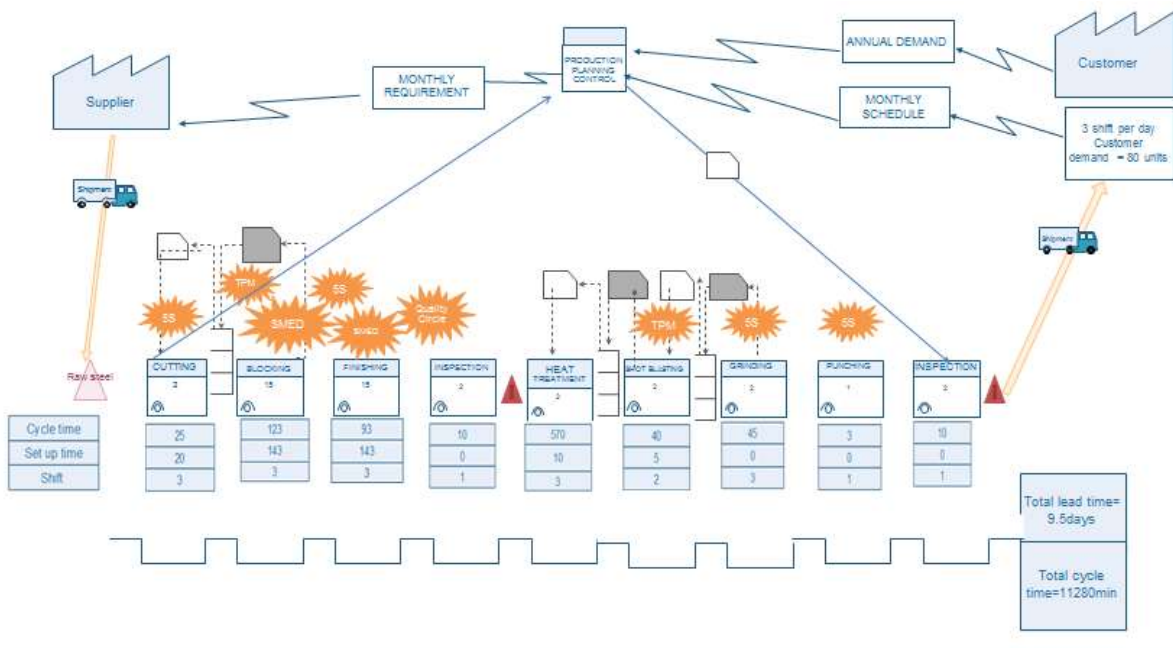 ANNUAL DEMAND
Customer
PRODUCTION
PLANNING
CONTROL
MONTHLY
REQUIREMENT
Supplier
MONTHLY
SCHEDULE
3 shift per day
Customer
demand = 80 units
Shipment
Shipment
TPM
5S
5S
SMED
SMED
Quality
Circle
TPM
5S
5S
Raw steel
CUTTING
3
BLOCKING
15
FINISHING
15
INSPECTION
2
HEAT
TREATMENT
2
SHOT BLASTING
2
GRINDING
2
PUNCHING
1
INSPECTION
3
Cycle time
25
123
93
10
570
40
45
3
10
Set up time
20
143
143
0
10
5
0
0
0
Shift
3
3
3
1
3
2
3
1
1
Total lead time=
9.5days
Total cycle
time=11280min